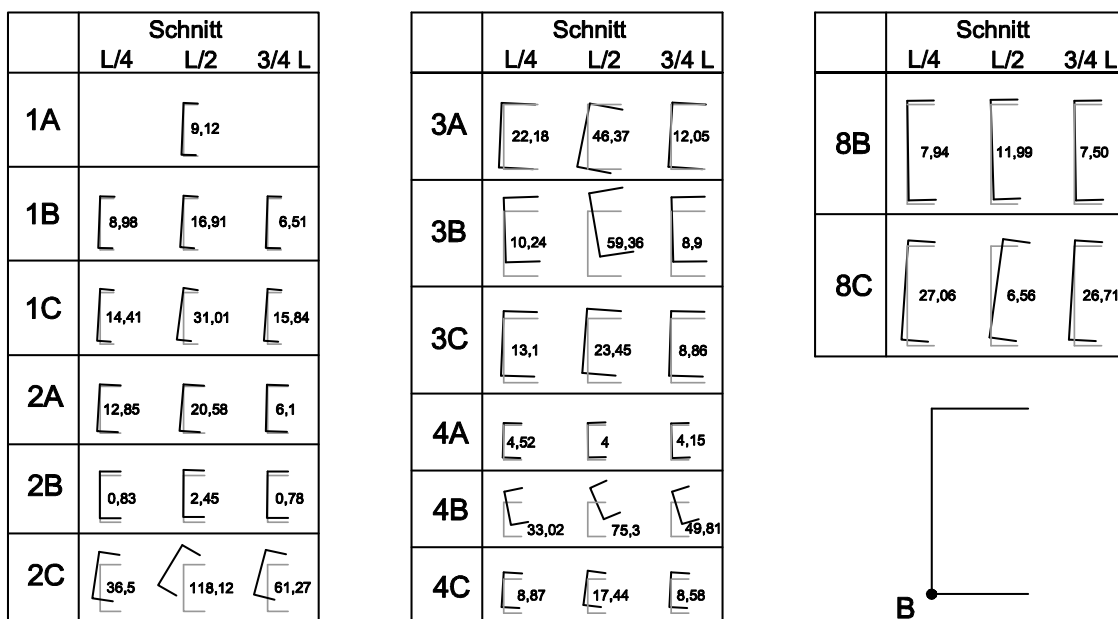 Schnitt
L/4 L/2 3/4 L
1A 9,12
1B 8,98 16,91 6,51
1C 14,41 31,01 15,84
2A 12,85 20,58 6,1
2B 0,83 2,45 0,78
2C 36,5 118,12 61,27
Schnitt
L/4 L/2 3/4 L
3A 22,18 46,37 12,05
3B 10,24 59,36 8,9
3C 13,1 23,45 8,86
4A 4,52 4 4,15
4B 33,02 75,3 49,81
4C 8,87 17,44 8,58
Schnitt
L/4 L/2 3/4 L
8B 7,94 11,99 7,50
8C 27,06 6,56 26,71
B